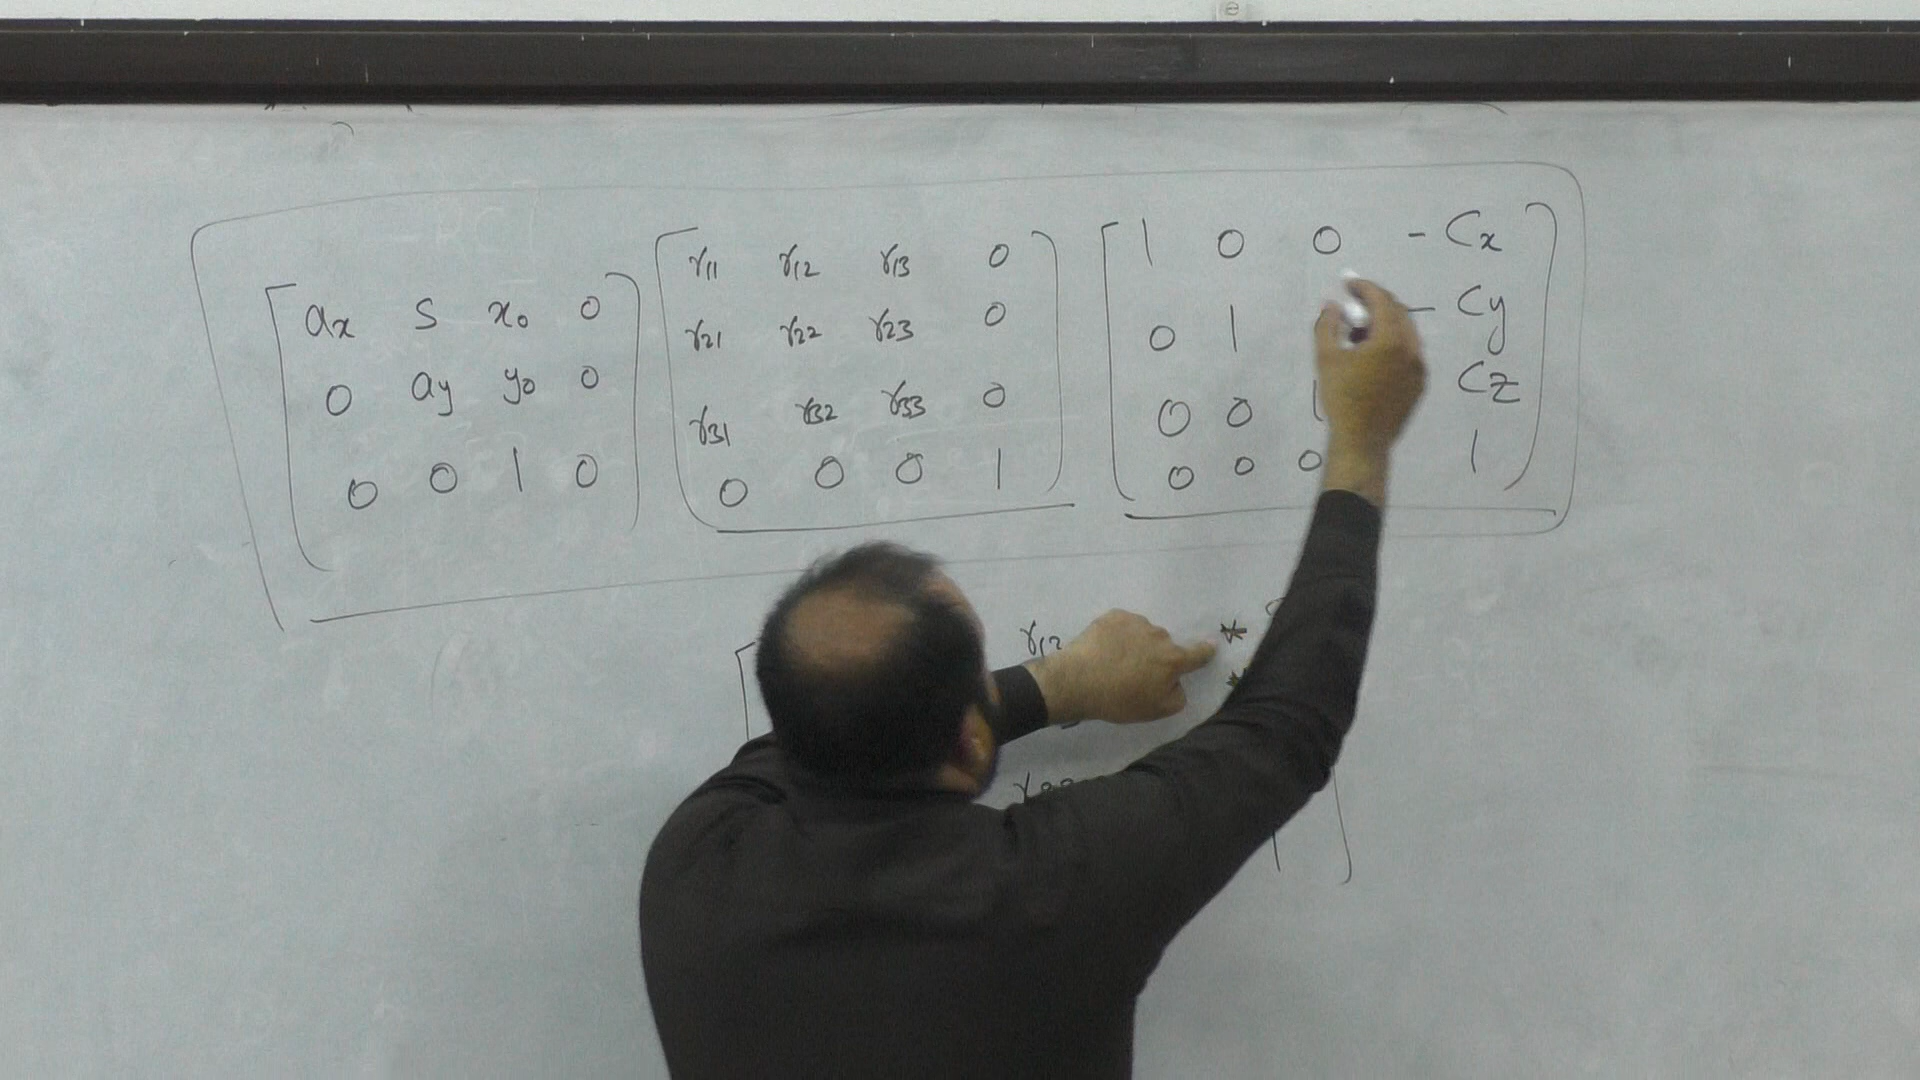 ax s x0 0
0 ay y0 0
0 0 1 0
r11 r12 r13 0
r21 r22 r23 0
r31 r32 r33 0
0 0 0 1
1 0 0 - Cx
0 1 - Cy
0 0 1 Cz
0 0 0 1
r12 *
*